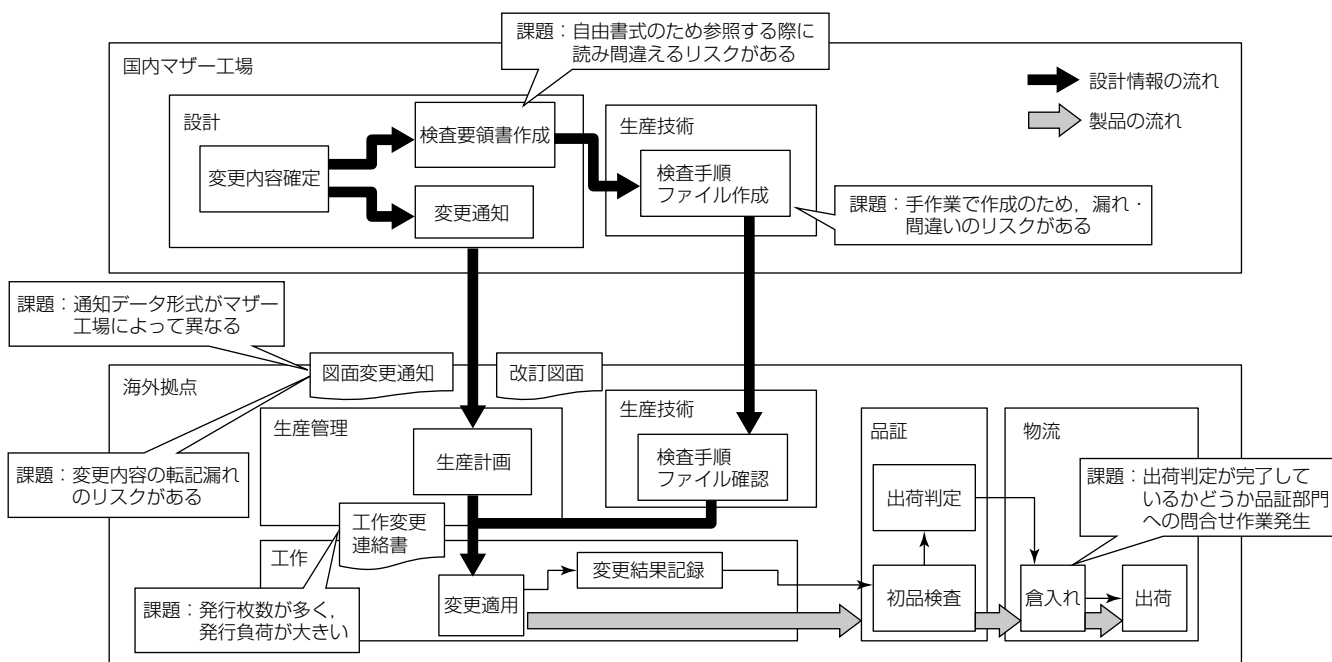 課題：自由書式のため参照する際に
読み間違えるリスクがある
国内マザー工場
設計情報の流れ
製品の流れ
設計
検査要領書作成
変更内容確定
変更通知
生産技術
検査手順
ファイル作成
課題：手作業で作成のため，漏れ・
間違いのリスクがある
課題：通知データ形式がマザー
工場によって異なる
図面変更通知
改訂図面
海外拠点
生産管理
生産計画
生産技術
検査手順
ファイル確認
品証
物流
課題：変更内容の転記漏れ
のリスクがある
出荷判定
課題：出荷判定が完了して
いるかどうか品証部門
への問合せ作業発生
工作変更
連絡書
工作
変更適用
変更結果記録
初品検査
倉入れ
出荷
課題：発行枚数が多く，
発行負荷が大きい